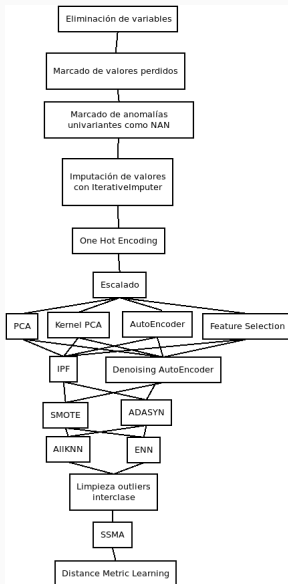 Eliminación de variables
Marcado de valores perdidos
Marcado de anomalías
univariantes como NAN
Imputación de valores
con IterativeImputer
One Hot Encoding
Escalado
PCA
Kernel PCA
AutoEncoder
Feature Selection
IPF
Denoising AutoEncoder
SMOTE
ADASYN
AllKNN
ENN
Limpieza outliers
interclase
SSMA
Distance Metric Learning